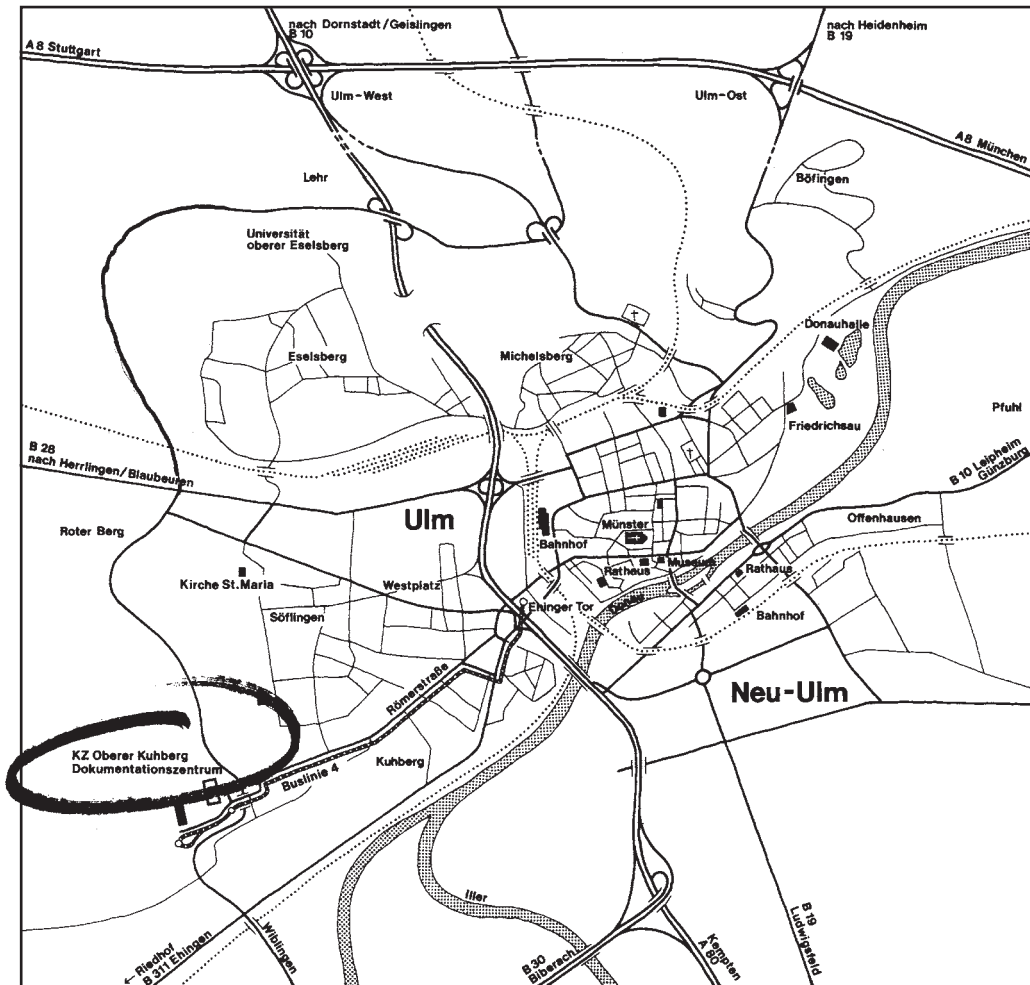 nach Dornstadt/Geislingen
B 10
nach Heidenheim
B 19
A 8 Stuttgart
Ulm-West
Ulm-Ost
A 8 München
Lehr
Böfingen
Universität
oberer Eselsberg
Donauhalle
Eselsberg
Michelsberg
Friedrichsau
Pfuhl
B 28
nach Herrlingen/Blaubeuren
B 10 Leipheim
Günzburg
Ulm
Münster
Offenhausen
Roter Berg
Bahnhof
Kirche St. Maria
Westplatz
Rathaus
Museum
Rathaus
Ehinger Tor
Donau
Söflingen
Bahnhof
Römerstraße
Neu-Ulm
KZ Oberer Kuhberg
Dokumentationszentrum
Kuhberg
Buslinie 4
Iller
← Riedhof
B 311 Ehingen
Wiblingen
B 30
Biberach
Kempten
A 80
B 19
Ludwigsfeld